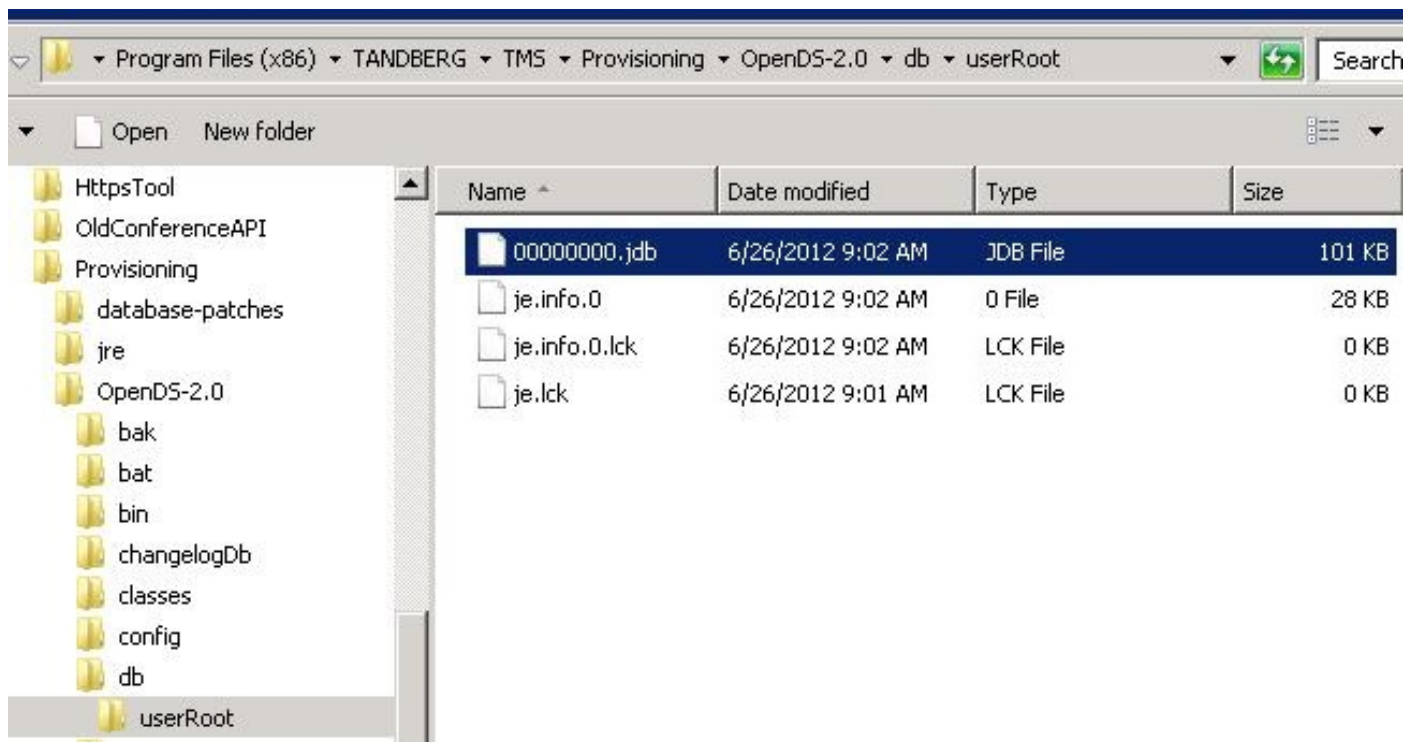 Program Files (x86) TANDBERG TMS Provisioning OpenDS-2.0 db userRoot Search
Open New folder
HttpsTool
OldConferenceAPI
Provisioning
database-patches
jre
OpenDS-2.0
bak
bat
bin
changelogDb
classes
config
db
userRoot
Name Date modified Type Size
00000000.jdb 6/26/2012 9:02 AM JDB File 101 KB
je.info.0 6/26/2012 9:02 AM 0 File 28 KB
je.info.0.lck 6/26/2012 9:02 AM LCK File 0 KB
je.lck 6/26/2012 9:01 AM LCK File 0 KB